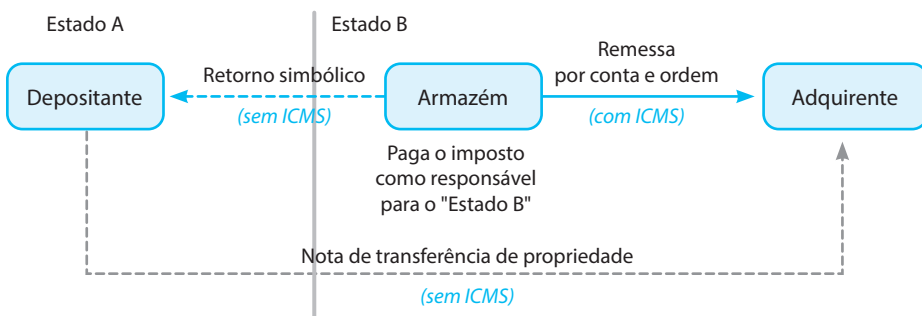 Estado A
Estado B
Depositante
Retorno simbólico
(sem ICMS)
Armazém
Remessa
por conta e ordem
(com ICMS)
Adquirente
Paga o imposto
como responsável
para o "Estado B"
Nota de transferência de propriedade
(sem ICMS)